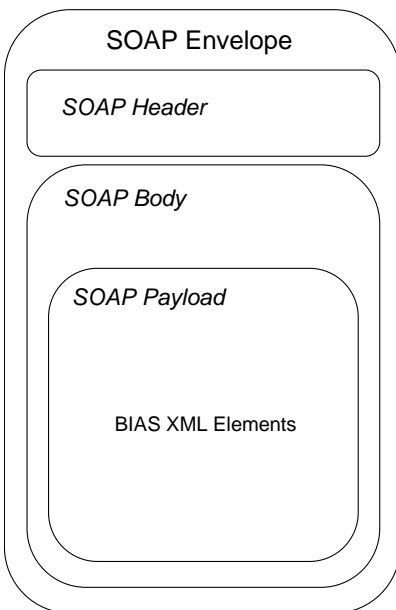 SOAP Envelope
SOAP Header
SOAP Body
SOAP Payload
BIAS XML Elements